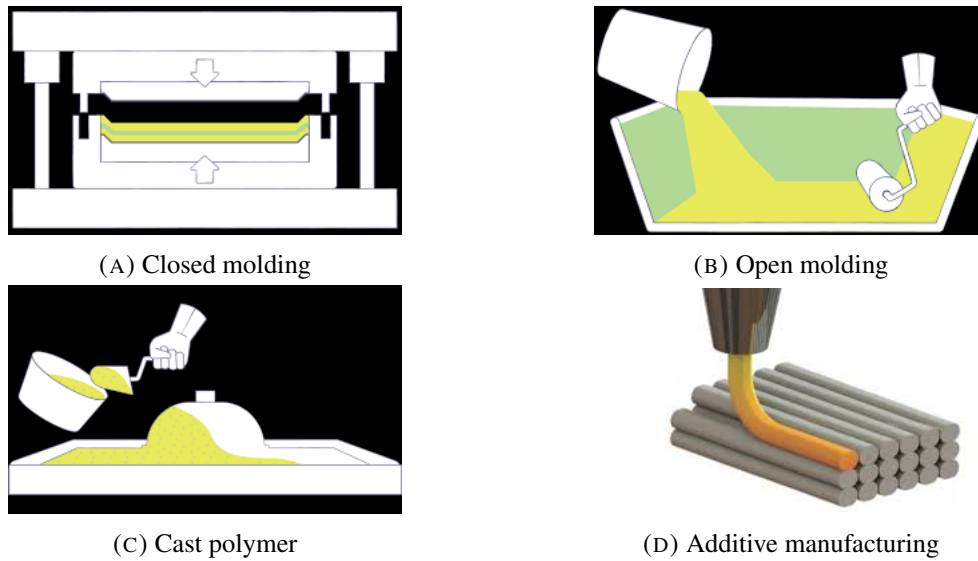 (A) Closed molding
(B) Open molding
(C) Cast polymer
(D) Additive manufacturing